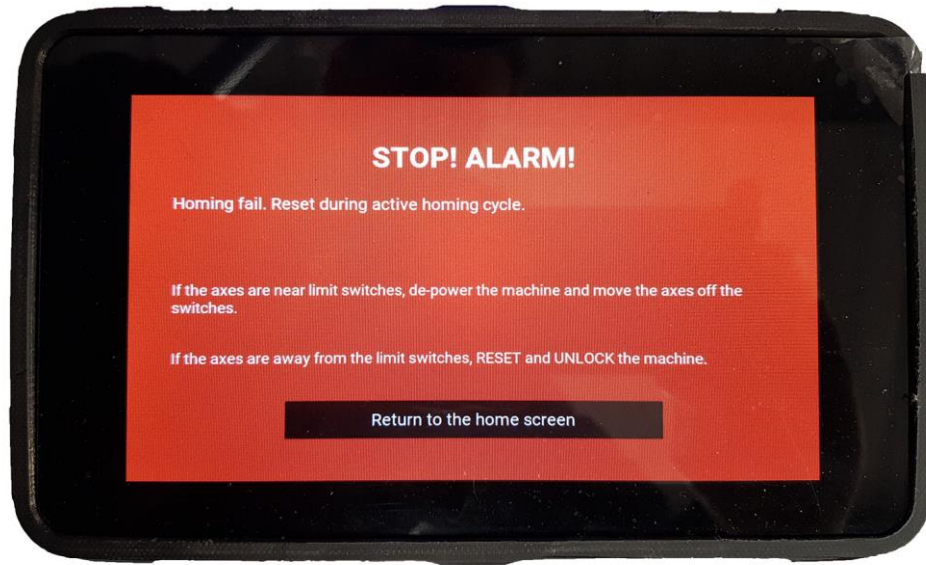 STOP! ALARM!
Homing fail. Reset during active homing cycle.
If the axes are near limit switches, de-power the machine and move the axes off the
switches.
If the axes are away from the limit switches, RESET and UNLOCK the machine.
Return to the home screen